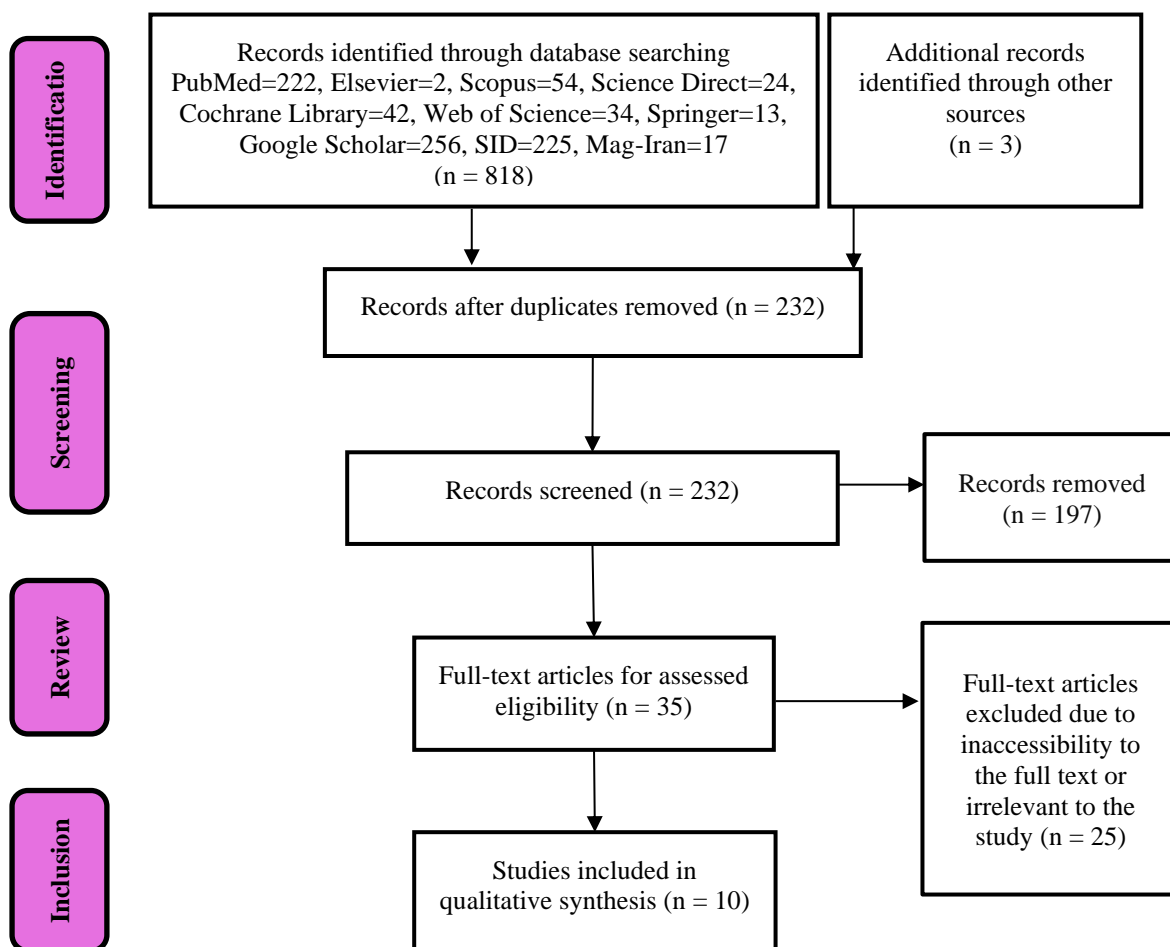 Identificatio
Records identified through database searching
PubMed=222, Elsevier=2, Scopus=54, Science Direct=24,
Cochrane Library=42, Web of Science=34, Springer=13,
Google Scholar=256, SID=225, Mag-Iran=17
(n = 818)
Additional records
identified through other
sources
(n = 3)
Records after duplicates removed (n = 232)
Screening
Records screened (n = 232)
Records removed
(n = 197)
Review
Full-text articles for assessed
eligibility (n = 35)
Full-text articles
excluded due to
inaccessibility to
the full text or
irrelevant to the
study (n = 25)
Inclusion
Studies included in
qualitative synthesis (n = 10)